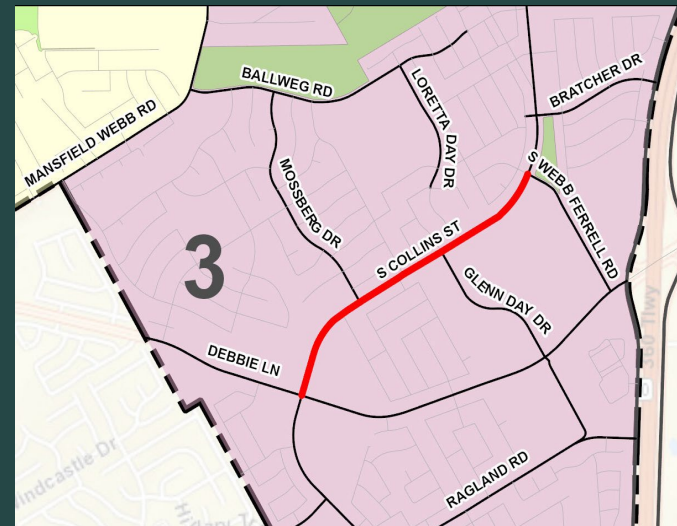 BALLWEG RD
LORETTA DAY DR
BRATCHER DR
MANSFIELD WEBB RD
MOSSBERG DR
S WEBB FERRELL RD
S COLLINS ST
3
GLENN DAY DR
DEBBIE LN
360 Tlwy
indcastle Dr
RAGLAND RD